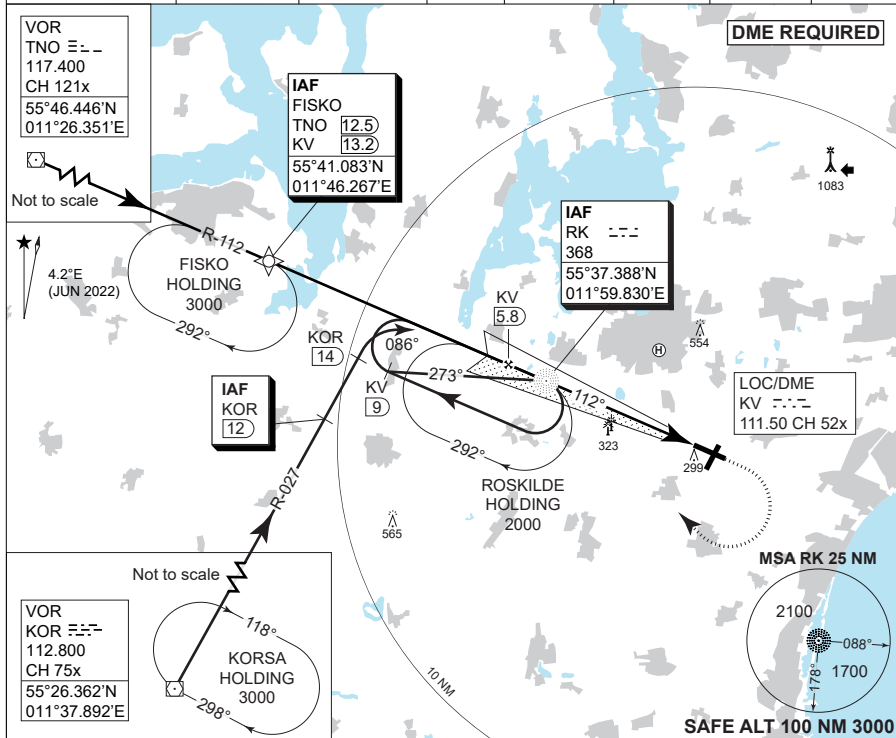 VOR
TNO
117.400
CH 121x
55°46.446'N
011°26.351'E
Not to scale
4.2°E
(JUN 2022)
IAF
FISKO
TNO 12.5
KV 13.2
55°41.083'N
011°46.267'E
DME REQUIRED
1083
R-112
FISKO
HOLDING
3000
292°
IAF
RK
368
55°37.388'N
011°59.830'E
KV
5.8
H
554
KOR
14
086°
KV
9
273°
112°
LOC/DME
KV
111.50 CH 52x
IAF
KOR
12
323
299
292°
ROSKILDE
HOLDING
2000
R-027
565
Not to scale
VOR
KOR
112.800
CH 75x
55°26.362'N
011°37.892'E
118°
KORSA
HOLDING
3000
298°
10 NM
MSA RK 25 NM
2100
088°
178°
1700
SAFE ALT 100 NM 3000